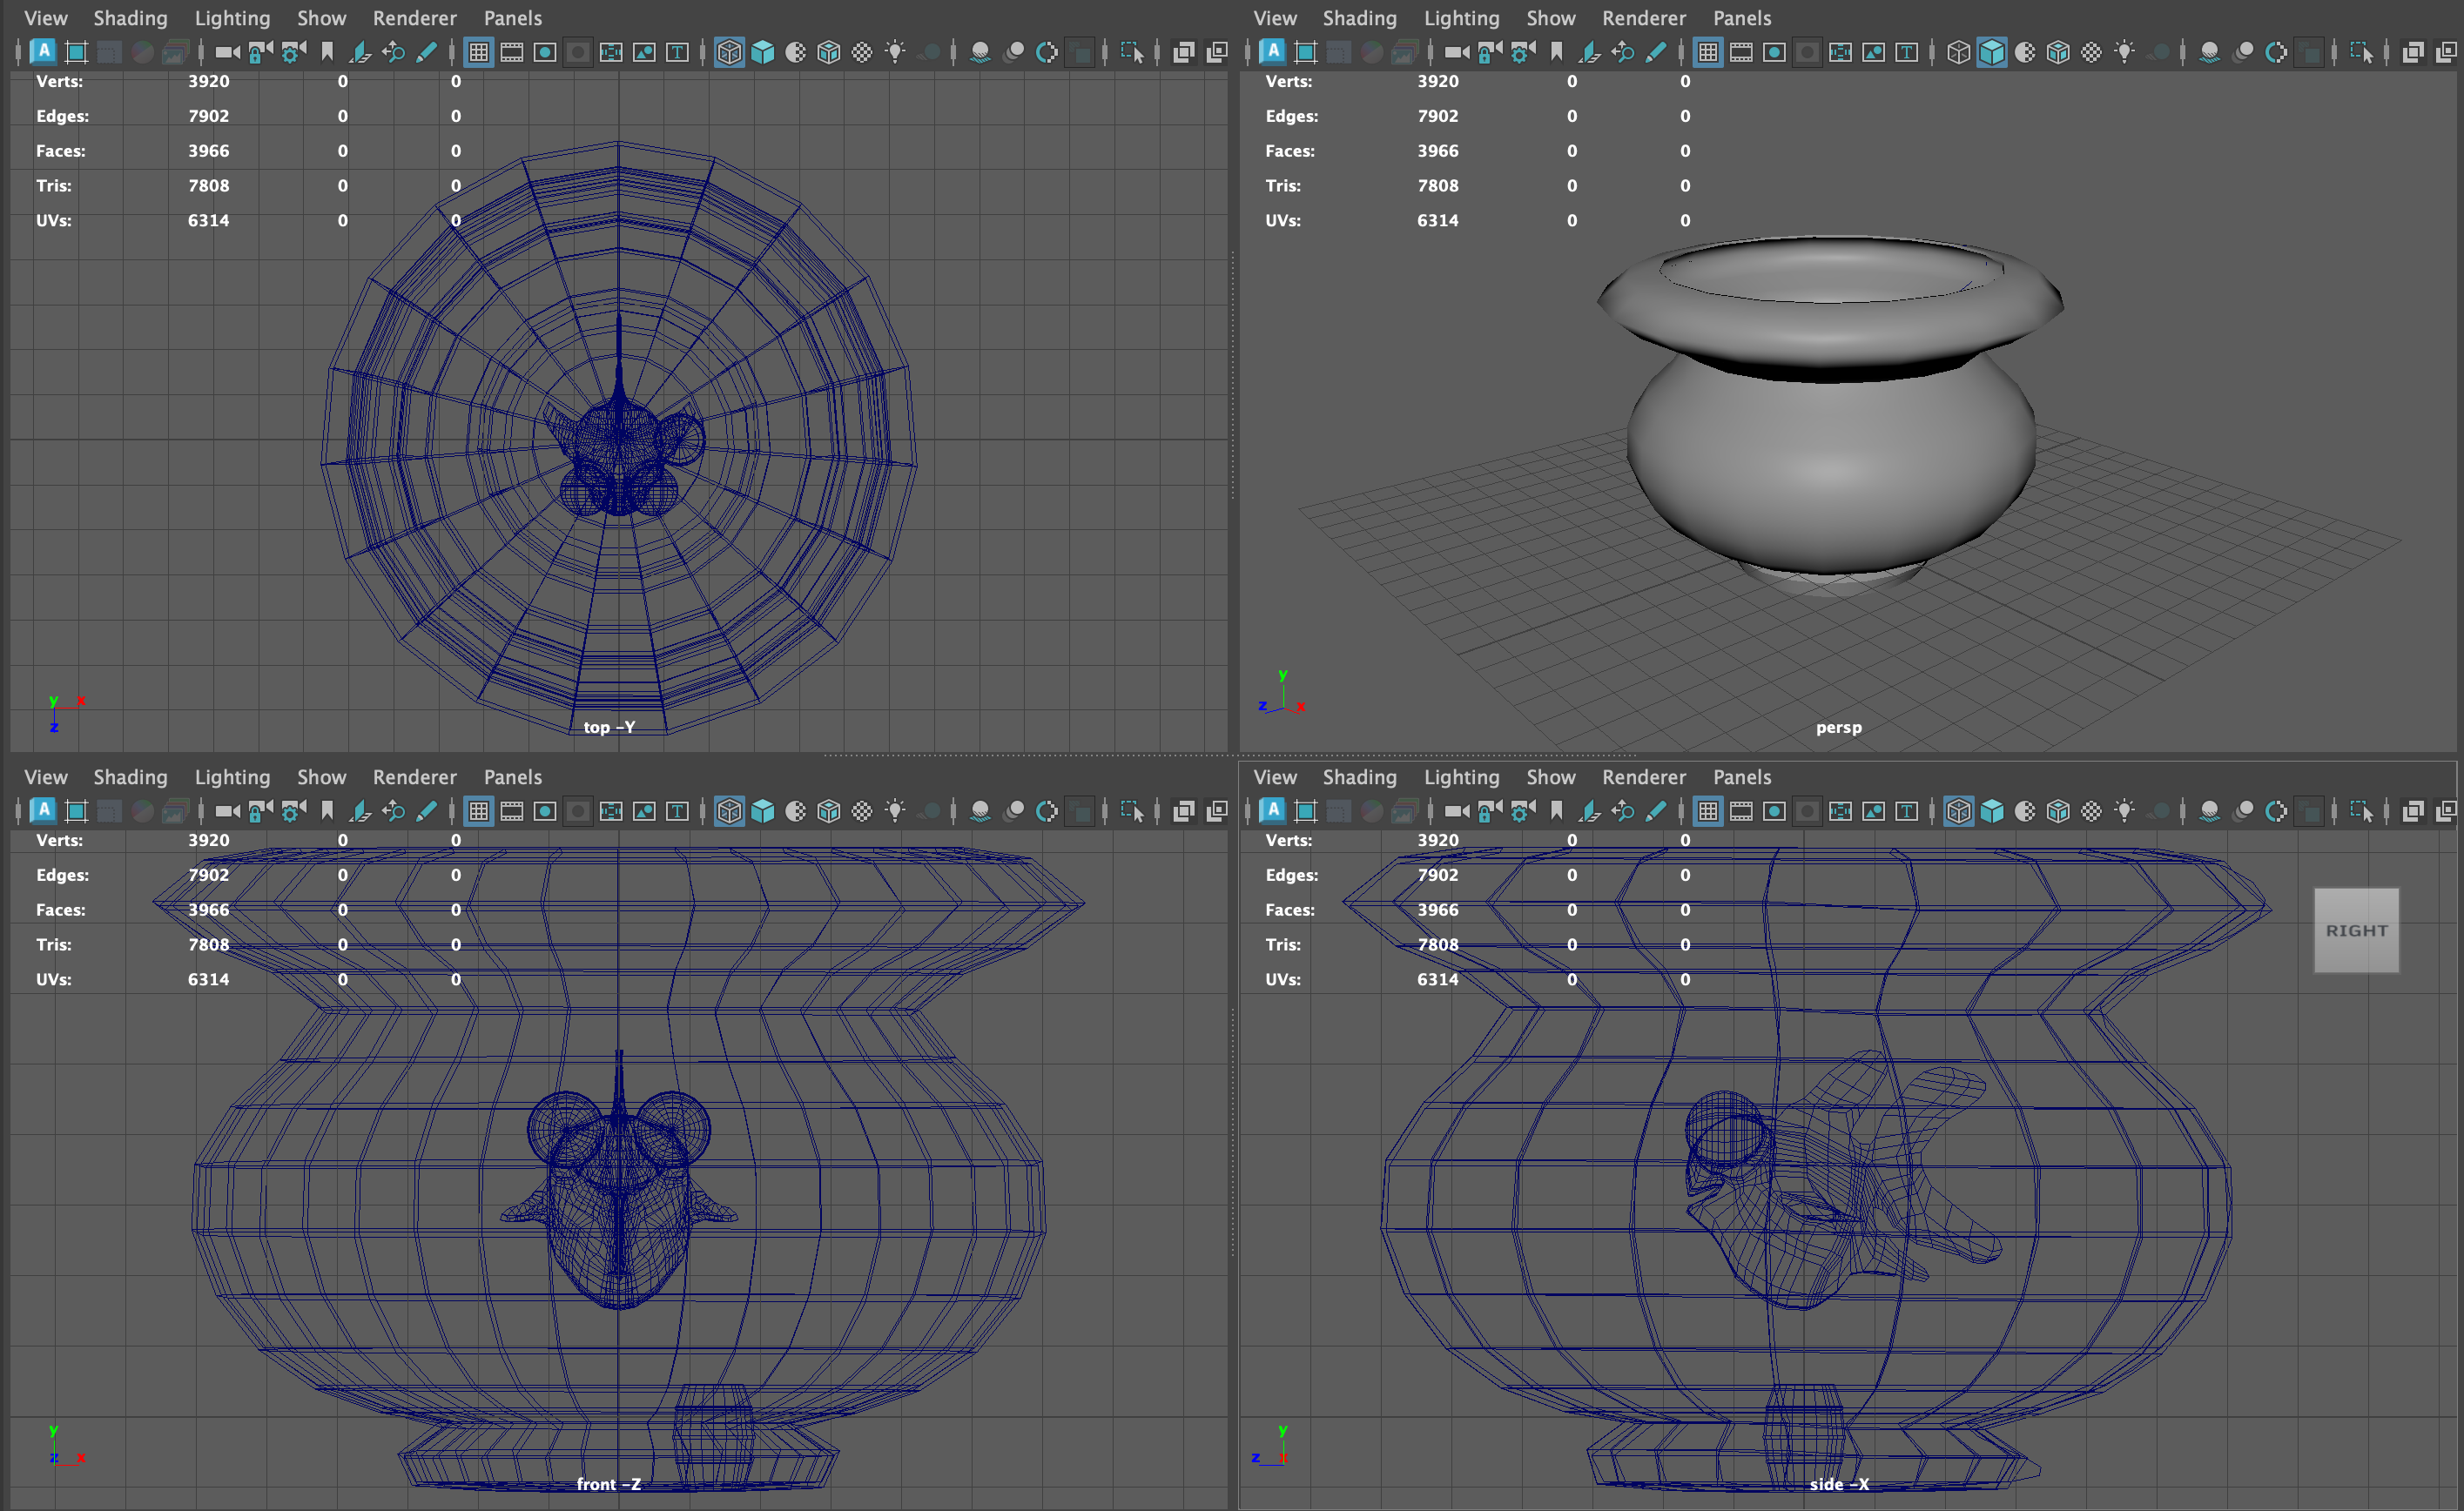 View Shading Lighting Show Renderer Panels
A T
Verts: 3920 0 0
Edges: 7902 0 0
Faces: 3966 0 0
Tris: 7808 0 0
UVs: 6314 0 0
y x
z
top -Y
View Shading Lighting Show Renderer Panels
A T
Verts: 3920 0 0
Edges: 7902 0 0
Faces: 3966 0 0
Tris: 7808 0 0
UVs: 6314 0 0
y
z x
persp
View Shading Lighting Show Renderer Panels
A T
Verts: 3920 0 0
Edges: 7902 0 0
Faces: 3966 0 0
Tris: 7808 0 0
UVs: 6314 0 0
y
z x
front -Z
View Shading Lighting Show Renderer Panels
A T
Verts: 3920 0 0
Edges: 7902 0 0
Faces: 3966 0 0
Tris: 7808 0 0
UVs: 6314 0 0
RIGHT
y
z x
side -X